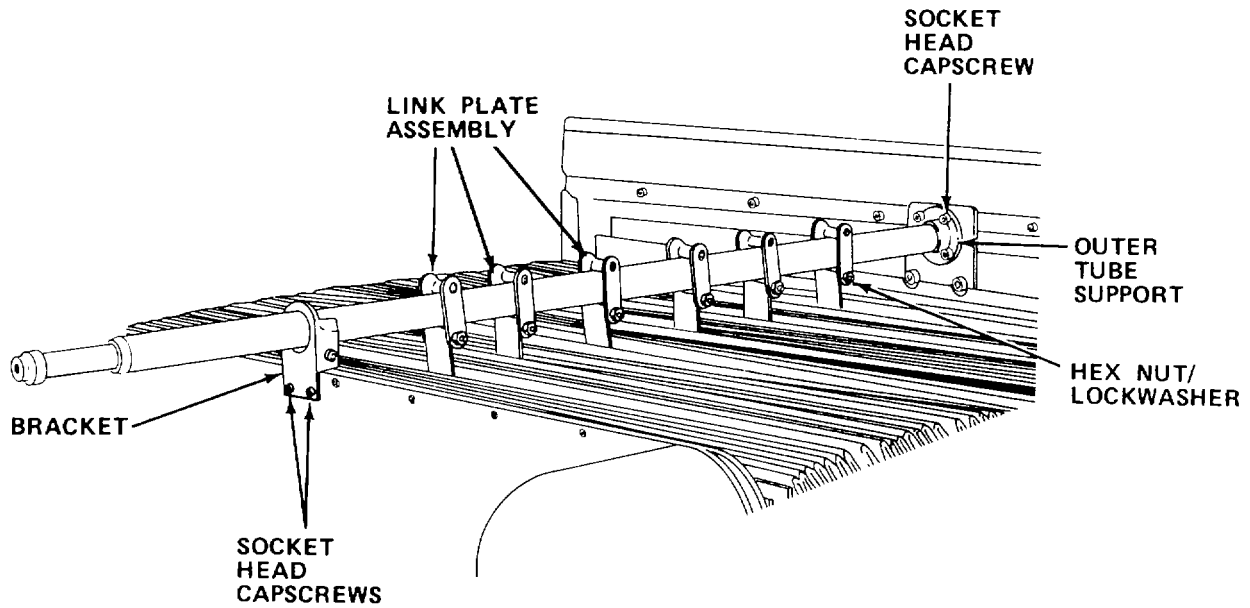 SOCKET
HEAD
CAPSCREW
LINK PLATE
ASSEMBLY
OUTER
TUBE
SUPPORT
HEX NUT/
LOCKWASHER
BRACKET
SOCKET
HEAD
CAPSCREWS